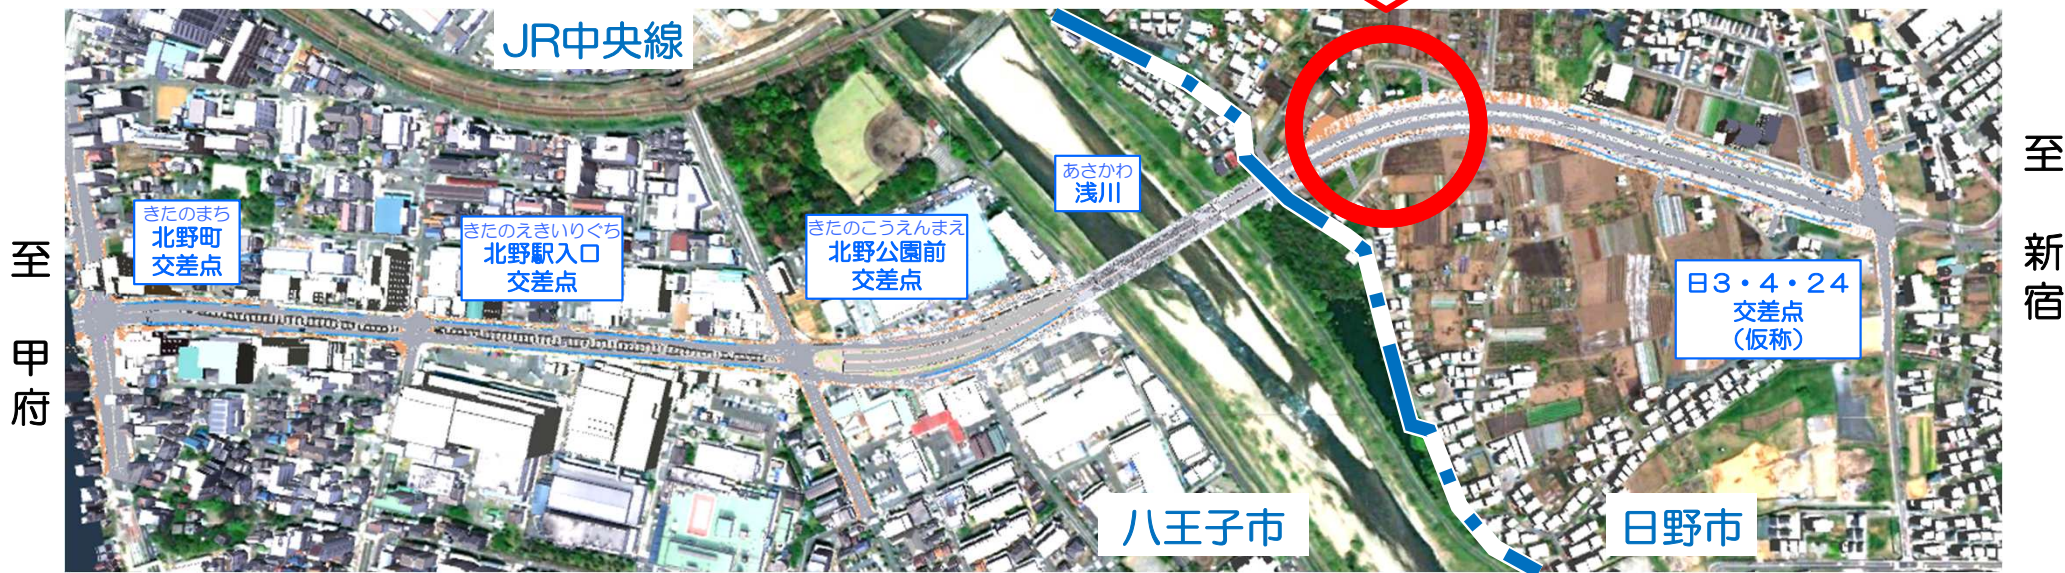 JR中央線
至 甲府
きたのまち
北野町
交差点
きたのえきいりぐち
北野駅入口
交差点
きたのこうえんまえ
北野公園前
交差点
あさかわ
浅川
日3・4・24
交差点
(仮称)
至 新宿
八王子市
日野市